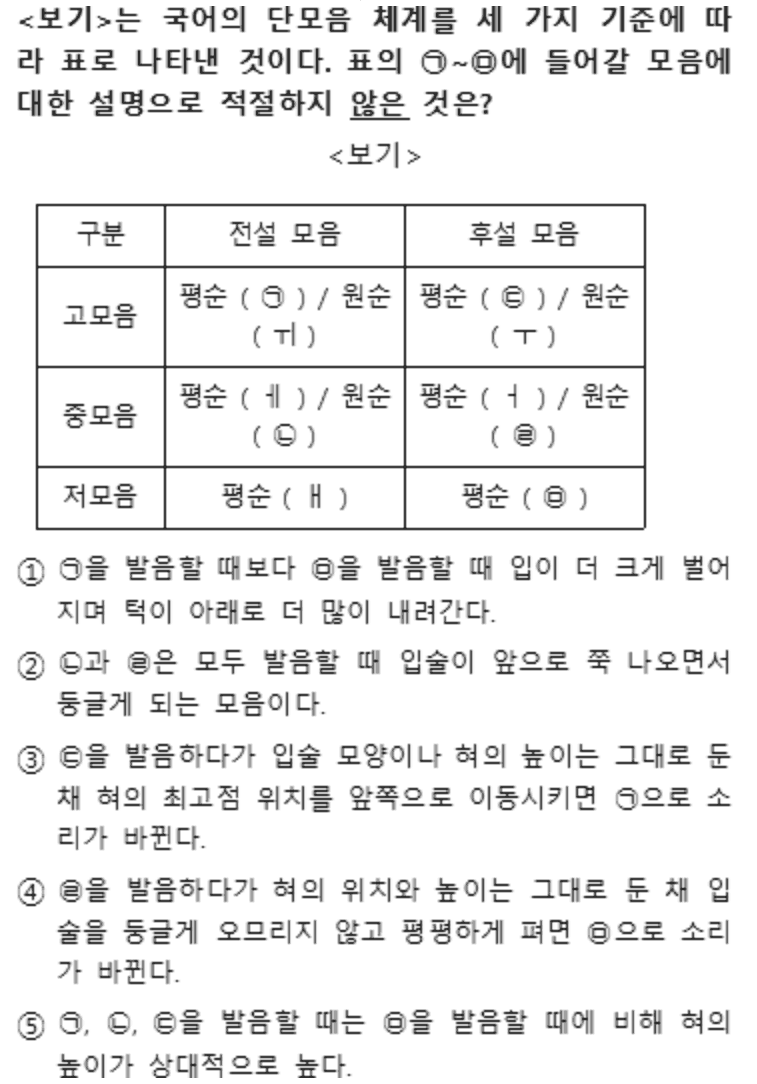 <보기>는 국어의 단모음 체계를 세 가지 기준에 따
라 표로 나타낸 것이다. 표의 ㉠~㉤에 들어갈 모음에
대한 설명으로 적절하지 않은 것은?
<보기>
구분 전설 모음 후설 모음
고모음 평순 ( ㉠ ) / 원순 ( ㅟ ) 평순 ( ㉢ ) / 원순 ( ㅜ )
중모음 평순 ( ㅔ ) / 원순 ( ㉡ ) 평순 ( ㅓ ) / 원순 ( ㉣ )
저모음 평순 ( ㅐ ) 평순 ( ㉤ )
① ㉠을 발음할 때보다 ㉤을 발음할 때 입이 더 크게 벌어
지며 턱이 아래로 더 많이 내려간다.
② ㉡과 ㉣은 모두 발음할 때 입술이 앞으로 쭉 나오면서
둥글게 되는 모음이다.
③ ㉢을 발음하다가 입술 모양이나 혀의 높이는 그대로 둔
채 혀의 최고점 위치를 앞쪽으로 이동시키면 ㉠으로 소
리가 바뀐다.
④ ㉣을 발음하다가 혀의 위치와 높이는 그대로 둔 채 입
술을 둥글게 오므리지 않고 평평하게 펴면 ㉤으로 소리
가 바뀐다.
⑤ ㉠, ㉡, ㉢을 발음할 때는 ㉤을 발음할 때에 비해 혀의
높이가 상대적으로 높다.